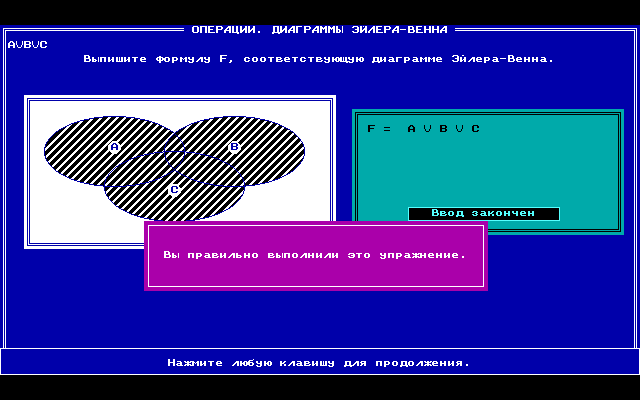 ОПЕРАЦИИ. ДИАГРАММЫ ЭЙЛЕРА-ВЕННА
A∨B∨C
Выпишите формулу F, соответствующую диаграмме Эйлера-Венна.
A
B
C
F = A ∨ B ∨ C
Ввод закончен
Вы правильно выполнили это упражнение.
Нажмите любую клавишу для продолжения.